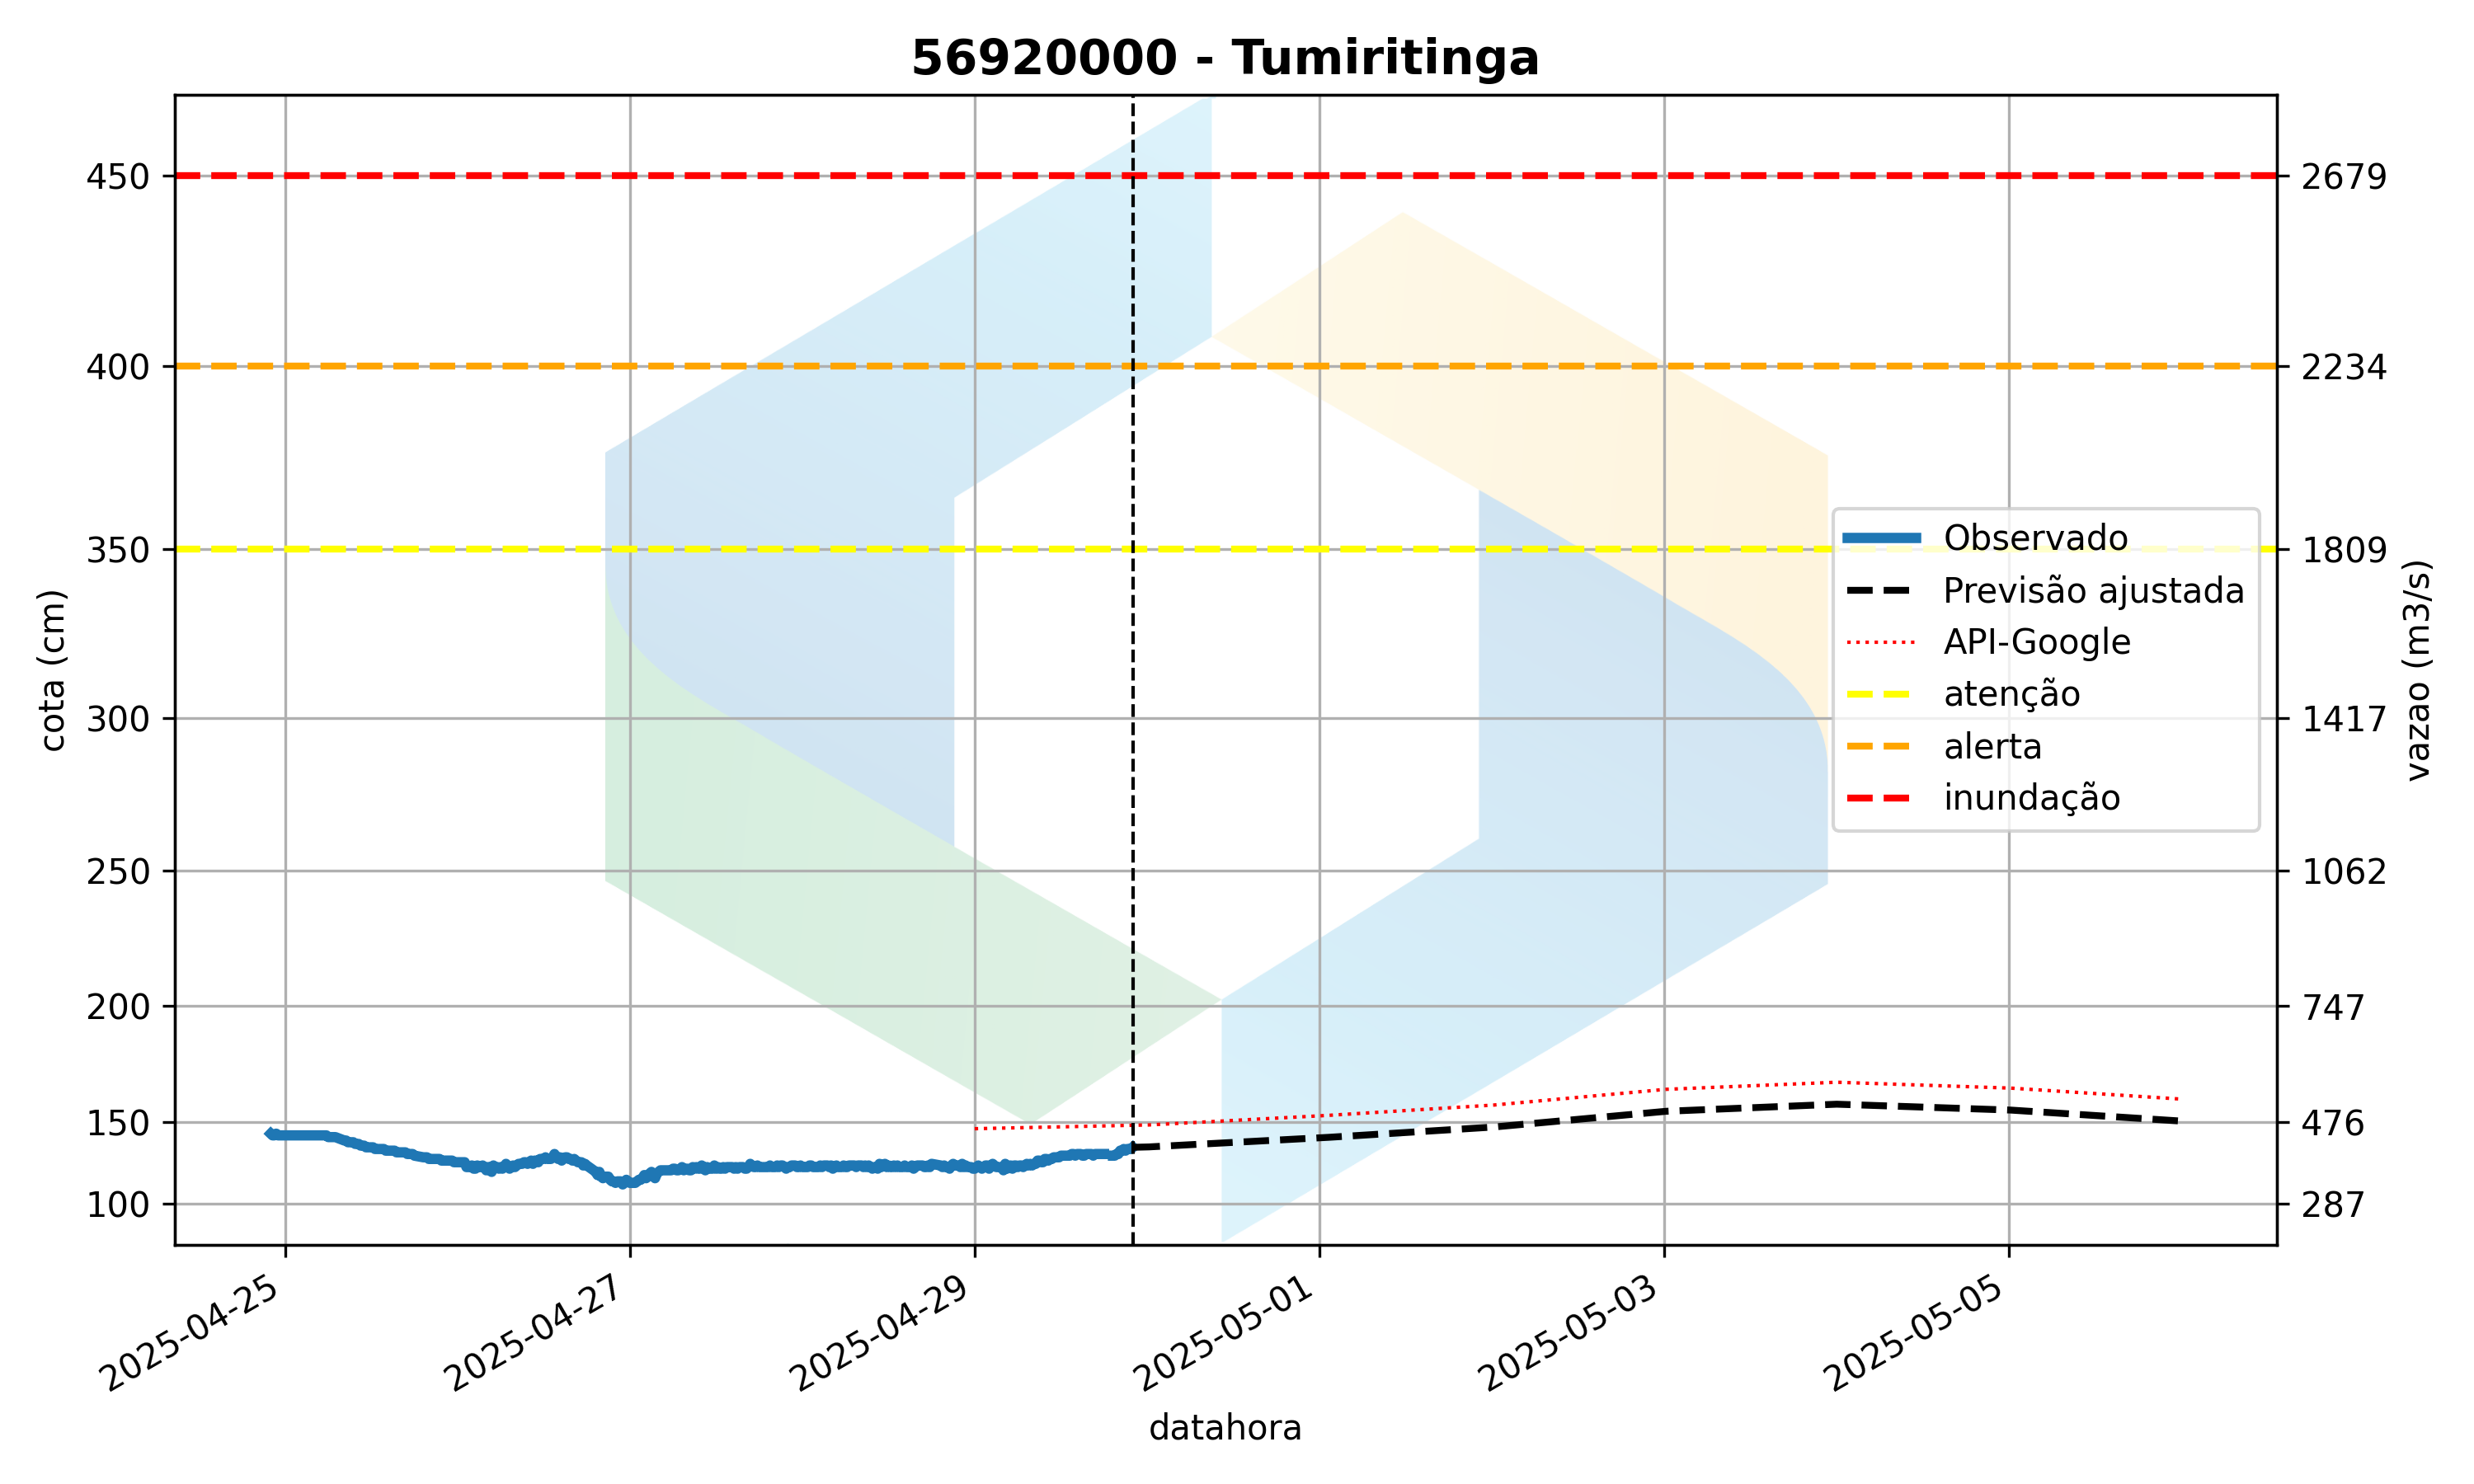 56920000 - Tumiritinga
cota (cm)
450
400
350
300
250
200
150
100
2679
2234
1809
1417
1062
747
476
287
vazao (m3/s)
Observado
Previsão ajustada
API-Google
atenção
alerta
inundação
2025-04-25
2025-04-27
2025-04-29
2025-05-01
2025-05-03
2025-05-05
datahora